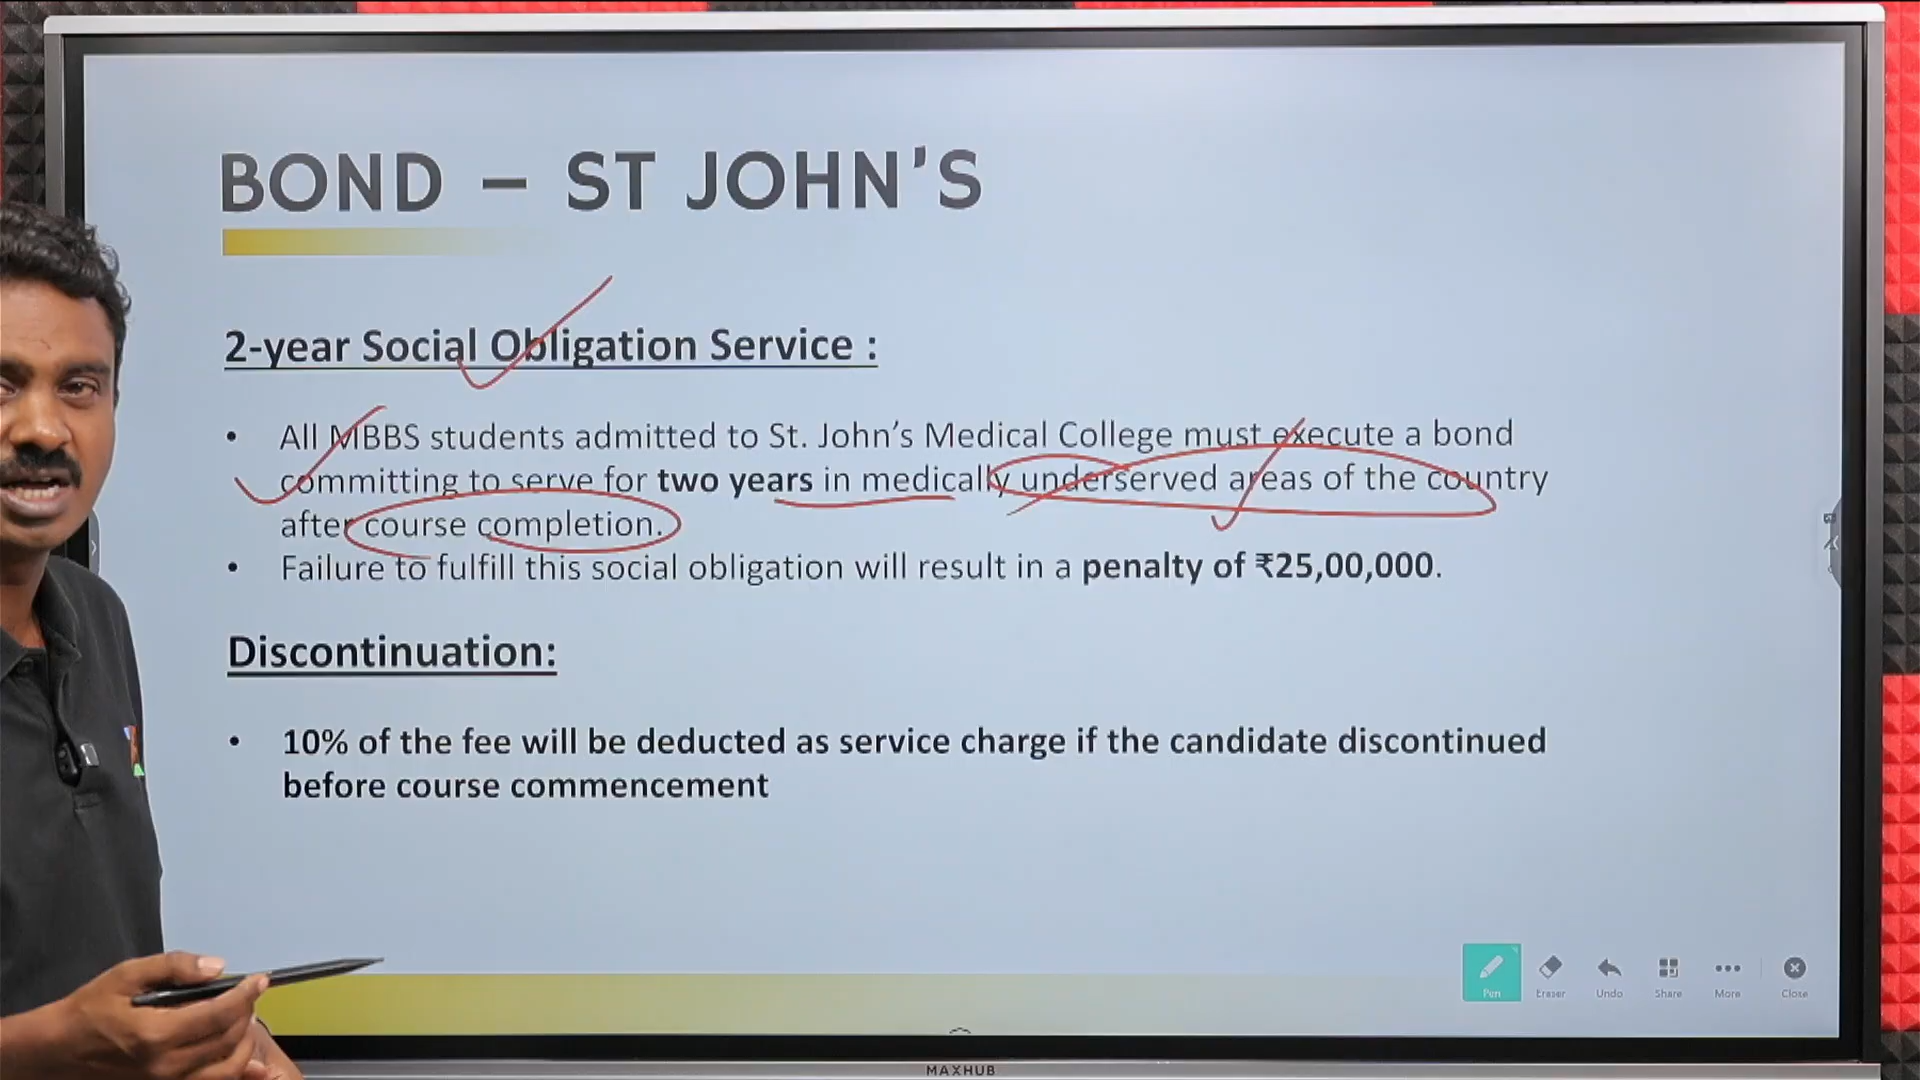 BOND – ST JOHN'S
2-year Social Obligation Service :
• All MBBS students admitted to St. John's Medical College must execute a bond
committing to serve for two years in medically underserved areas of the country
after course completion.
• Failure to fulfill this social obligation will result in a penalty of ₹25,00,000.
Discontinuation:
• 10% of the fee will be deducted as service charge if the candidate discontinued
before course commencement
Pen Eraser Undo Share More Close
MAXHUB